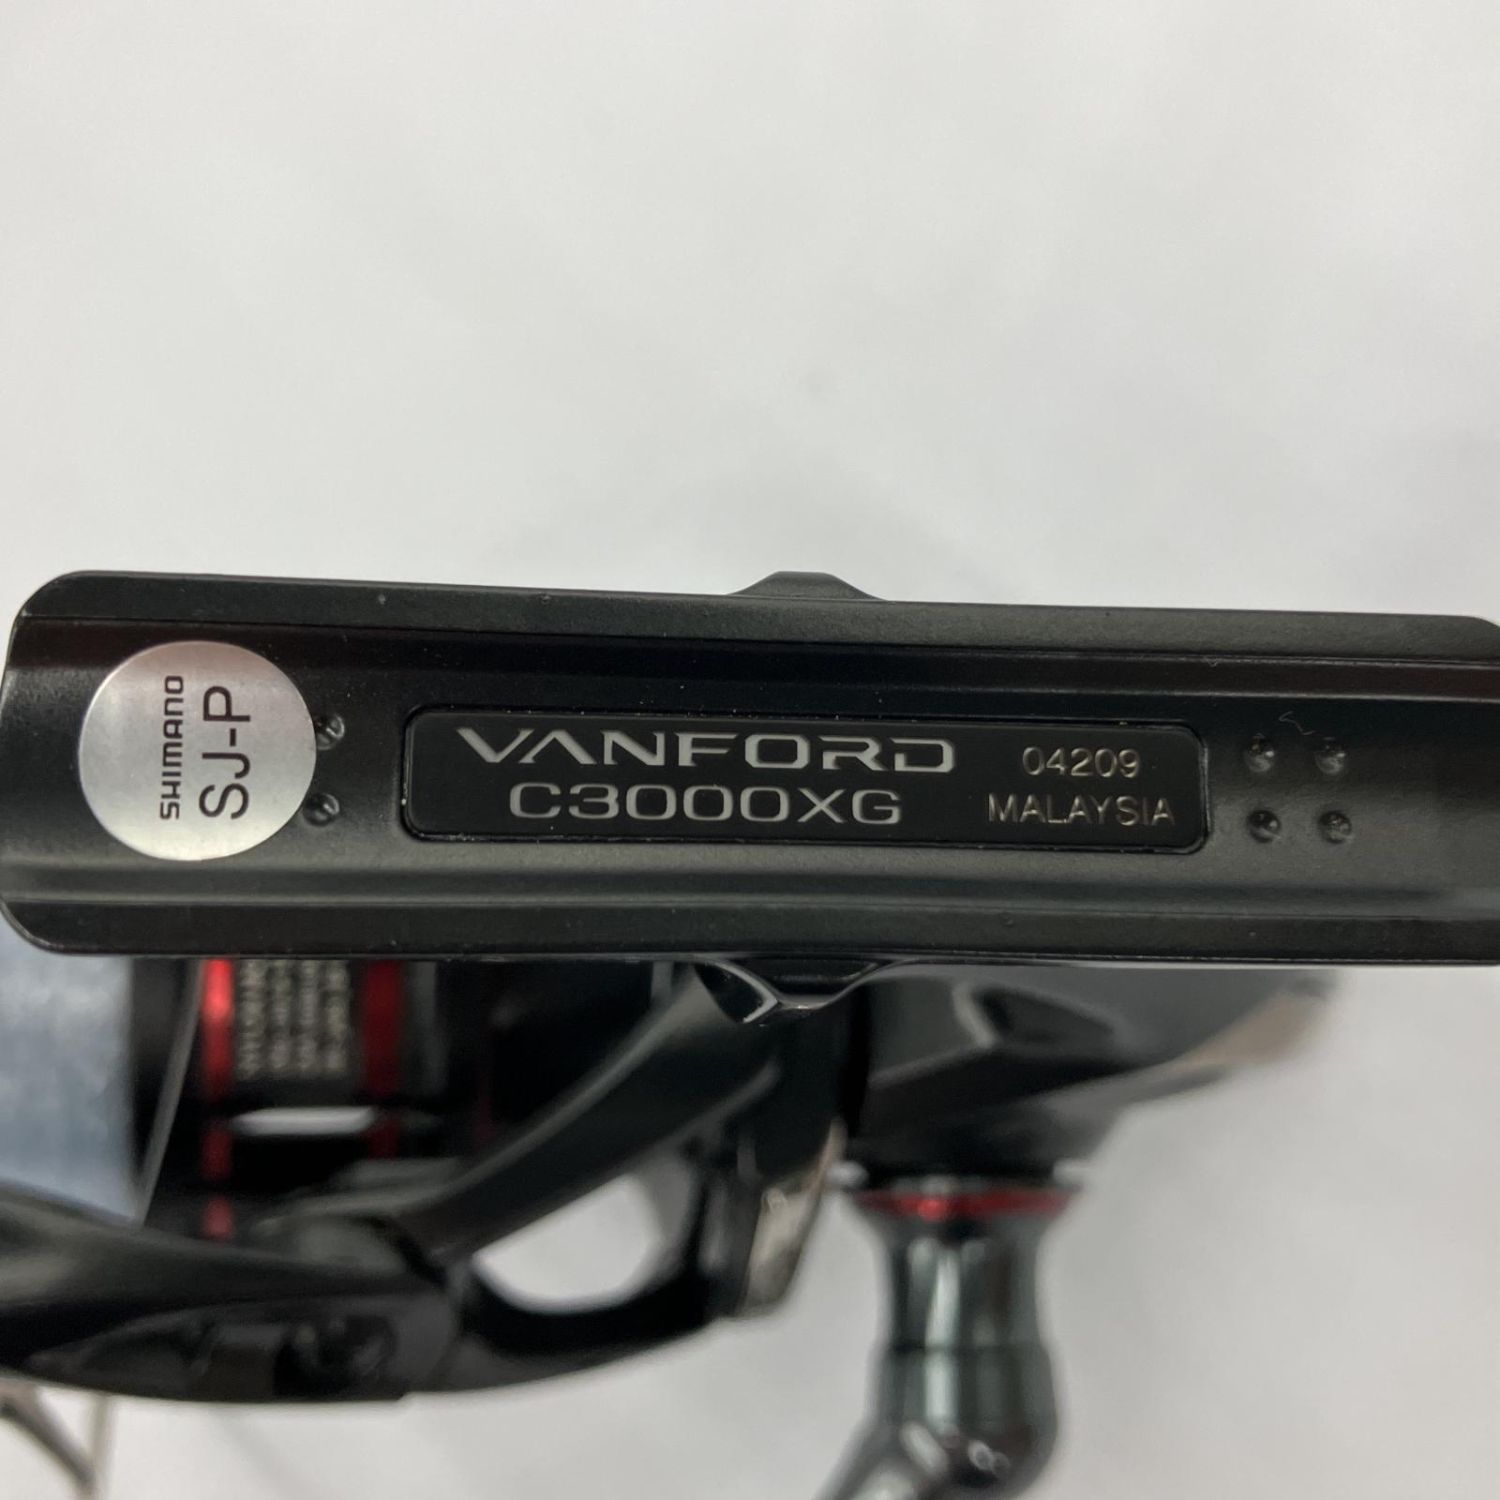 SHIMANO
SJ-P
VANFORD
C3000XG
04209
MALAYSIA